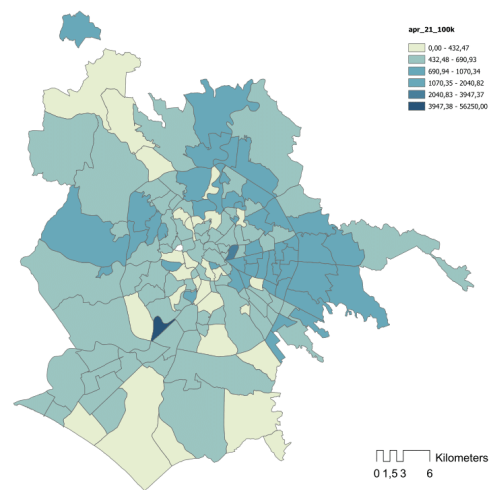 apr_21_100k
0,00 - 432,47
432,48 - 690,93
690,94 - 1070,34
1070,35 - 2040,82
2040,83 - 3947,37
3947,38 - 56250,00
Kilometers
0 1,5 3 6